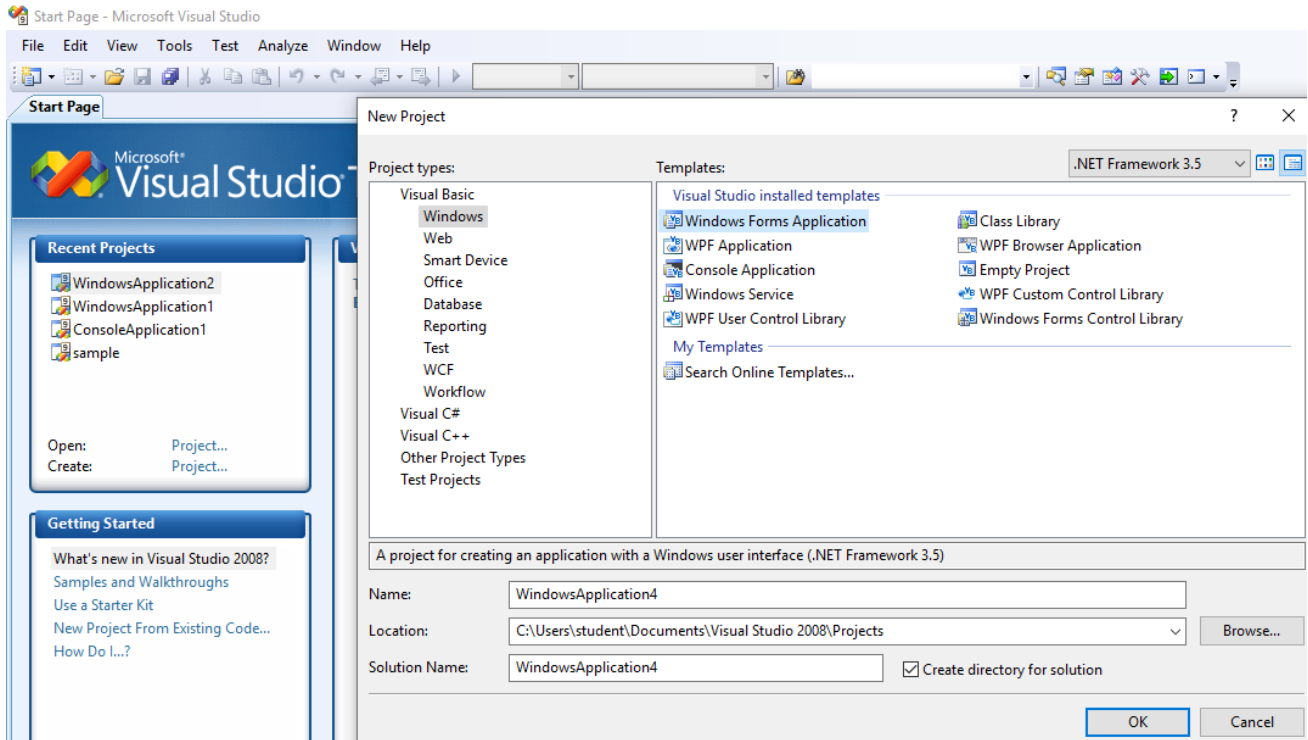 Start Page - Microsoft Visual Studio
File Edit View Tools Test Analyze Window Help
Start Page
Microsoft®
Visual Studio
Recent Projects
WindowsApplication2
WindowsApplication1
ConsoleApplication1
sample
Open: Project...
Create: Project...
Getting Started
What's new in Visual Studio 2008?
Samples and Walkthroughs
Use a Starter Kit
New Project From Existing Code...
How Do I...?
New Project
Project types:
Visual Basic
Windows
Web
Smart Device
Office
Database
Reporting
Test
WCF
Workflow
Visual C#
Visual C++
Other Project Types
Test Projects
Templates:
.NET Framework 3.5
Visual Studio installed templates
Windows Forms Application
Class Library
WPF Application
WPF Browser Application
Console Application
Empty Project
Windows Service
WPF Custom Control Library
WPF User Control Library
Windows Forms Control Library
My Templates
Search Online Templates...
A project for creating an application with a Windows user interface (.NET Framework 3.5)
Name: WindowsApplication4
Location: C:\Users\student\Documents\Visual Studio 2008\Projects
Browse...
Solution Name: WindowsApplication4
Create directory for solution
OK
Cancel